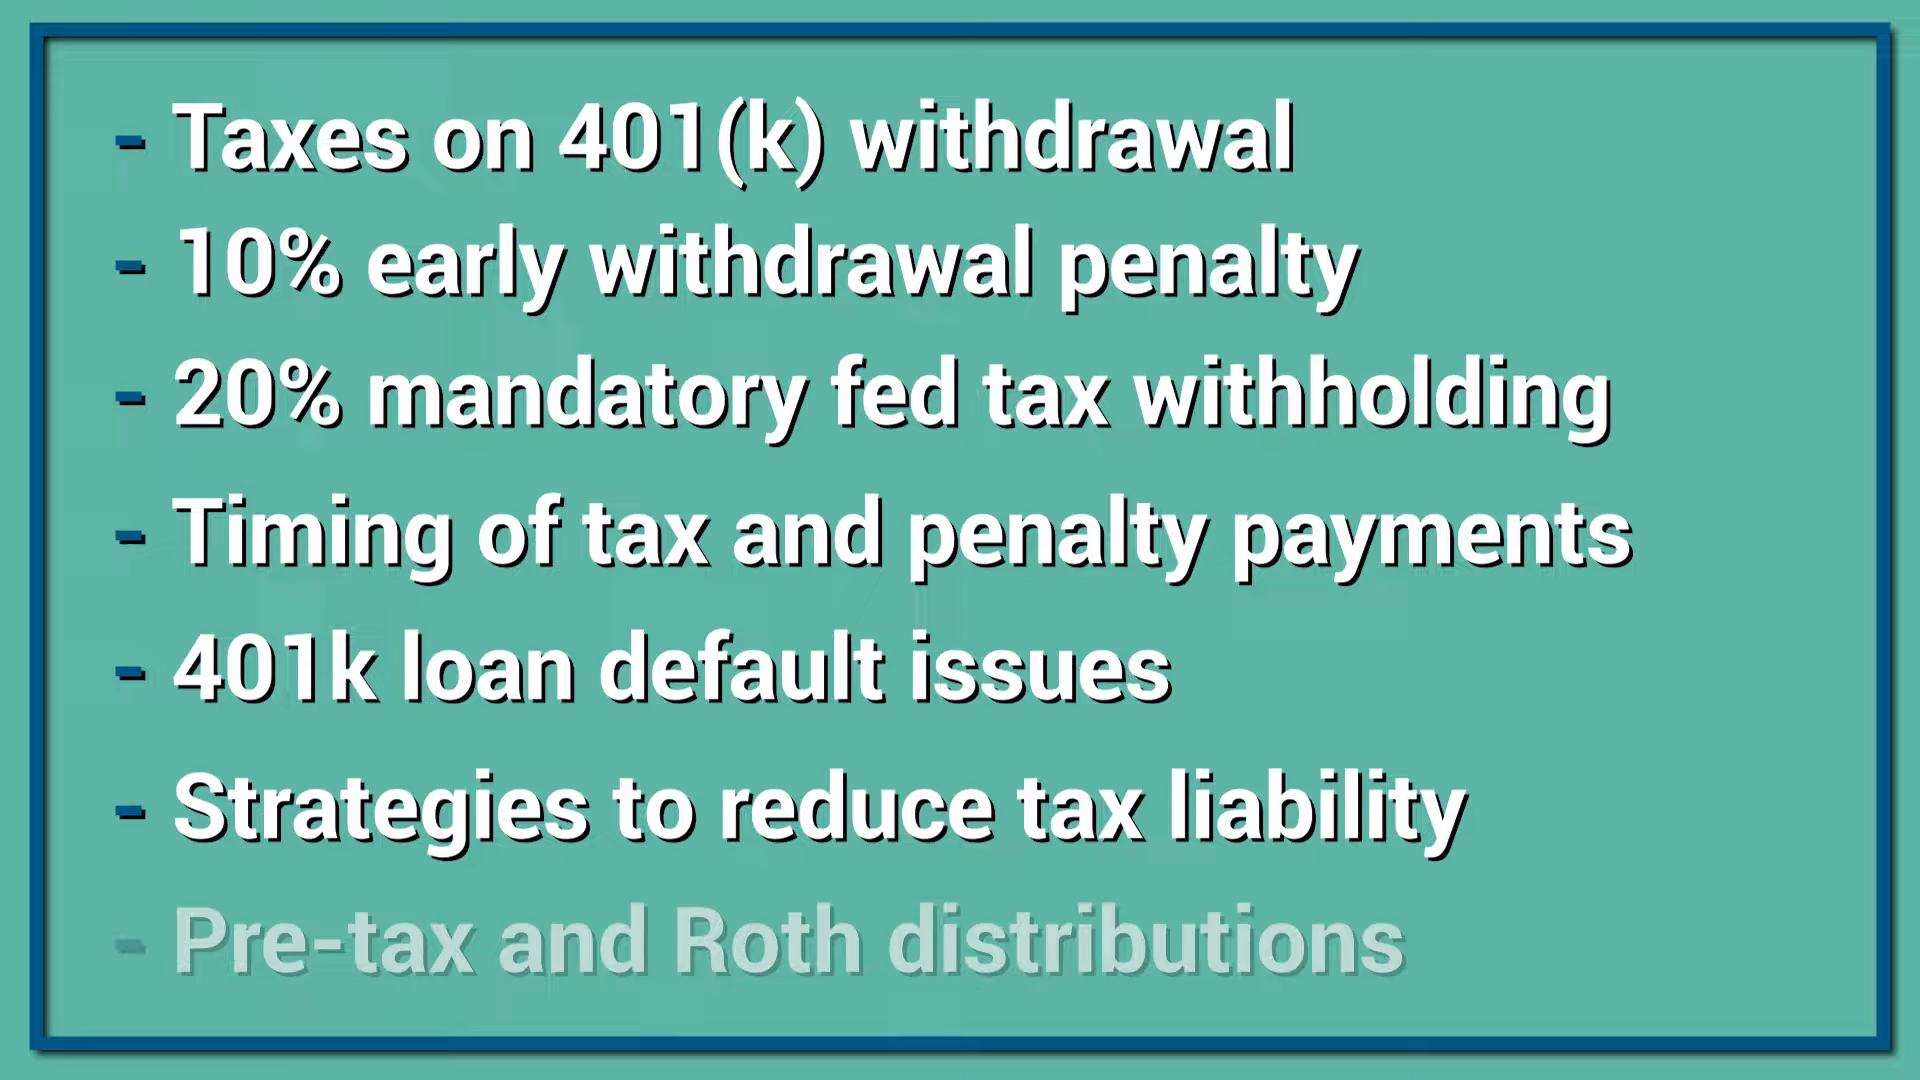 - Taxes on 401(k) withdrawal
- 10% early withdrawal penalty
- 20% mandatory fed tax withholding
- Timing of tax and penalty payments
- 401k loan default issues
- Strategies to reduce tax liability
- Pre-tax and Roth distributions